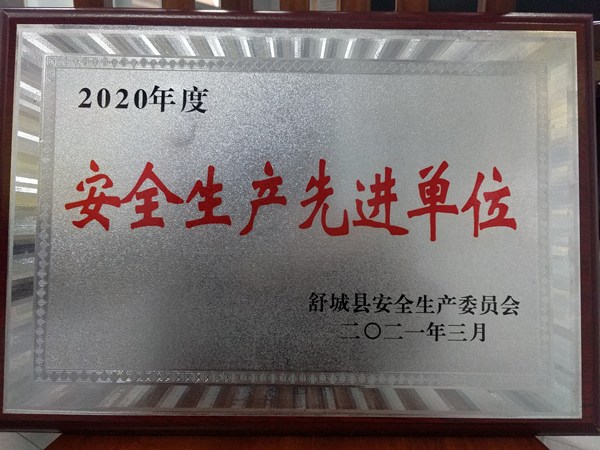 2020年度
安全生产先进单位
舒城县安全生产委员会
二〇二一年三月